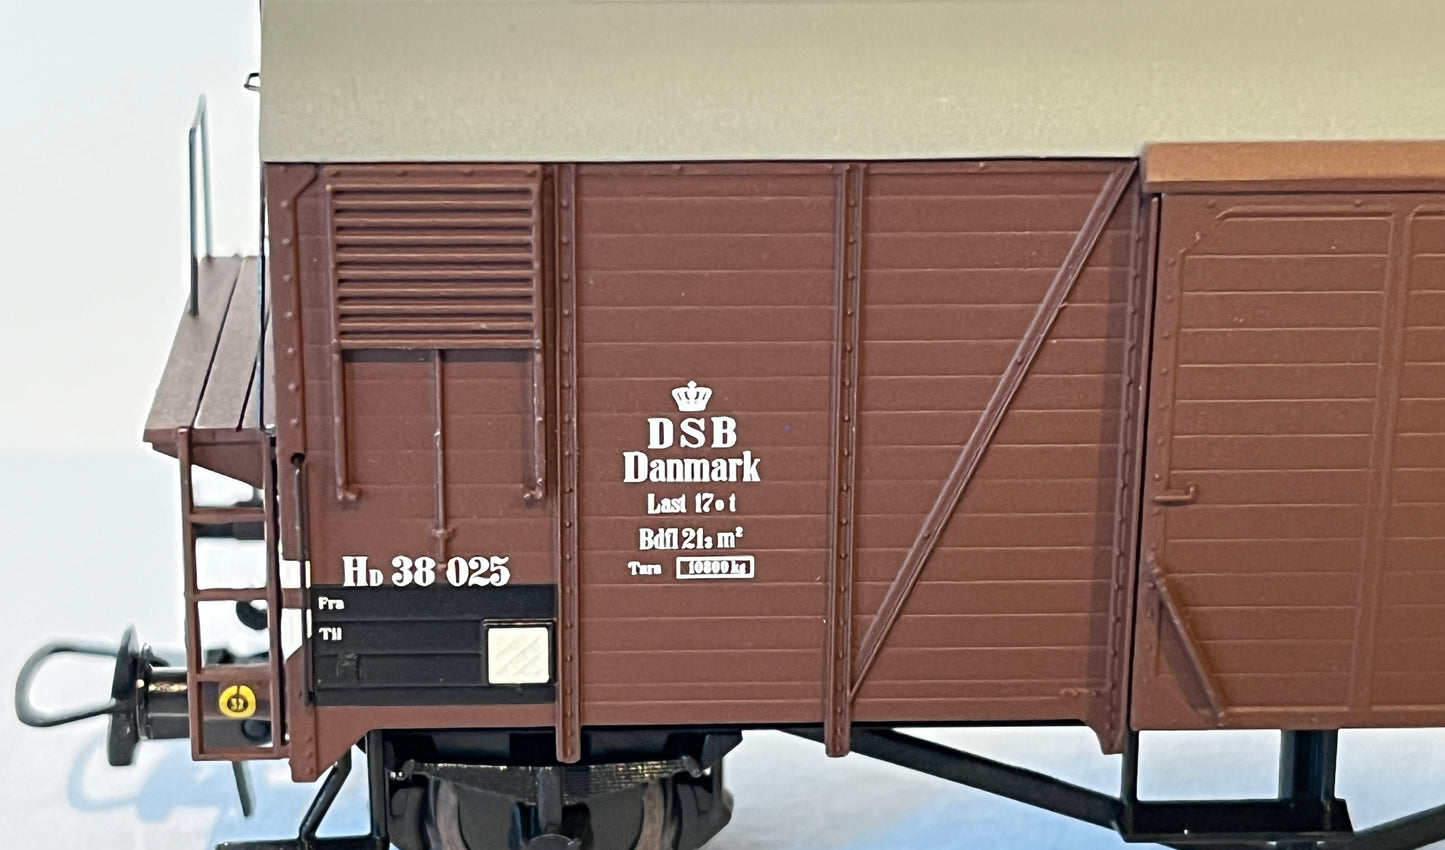 DSB
Danmark
Last 17 0 t
Bdfl 21,3 m²
Tara 10800 kg
HD 38 025
Fra
Til